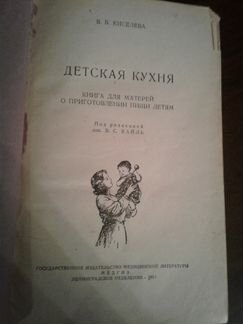 В. Б. КИСЕЛЕВА
ДЕТСКАЯ КУХНЯ
КНИГА ДЛЯ МАТЕРЕЙ
О ПРИГОТОВЛЕНИИ ПИЩИ ДЕТЯМ
Под редакцией
В. С. ВАЙЛЬ
ГОСУДАРСТВЕННОЕ ИЗДАТЕЛЬСТВО МЕДИЦИНСКОЙ ЛИТЕРАТУРЫ
МЕДГИЗ
ЛЕНИНГРАДСКОЕ ОТДЕЛЕНИЕ